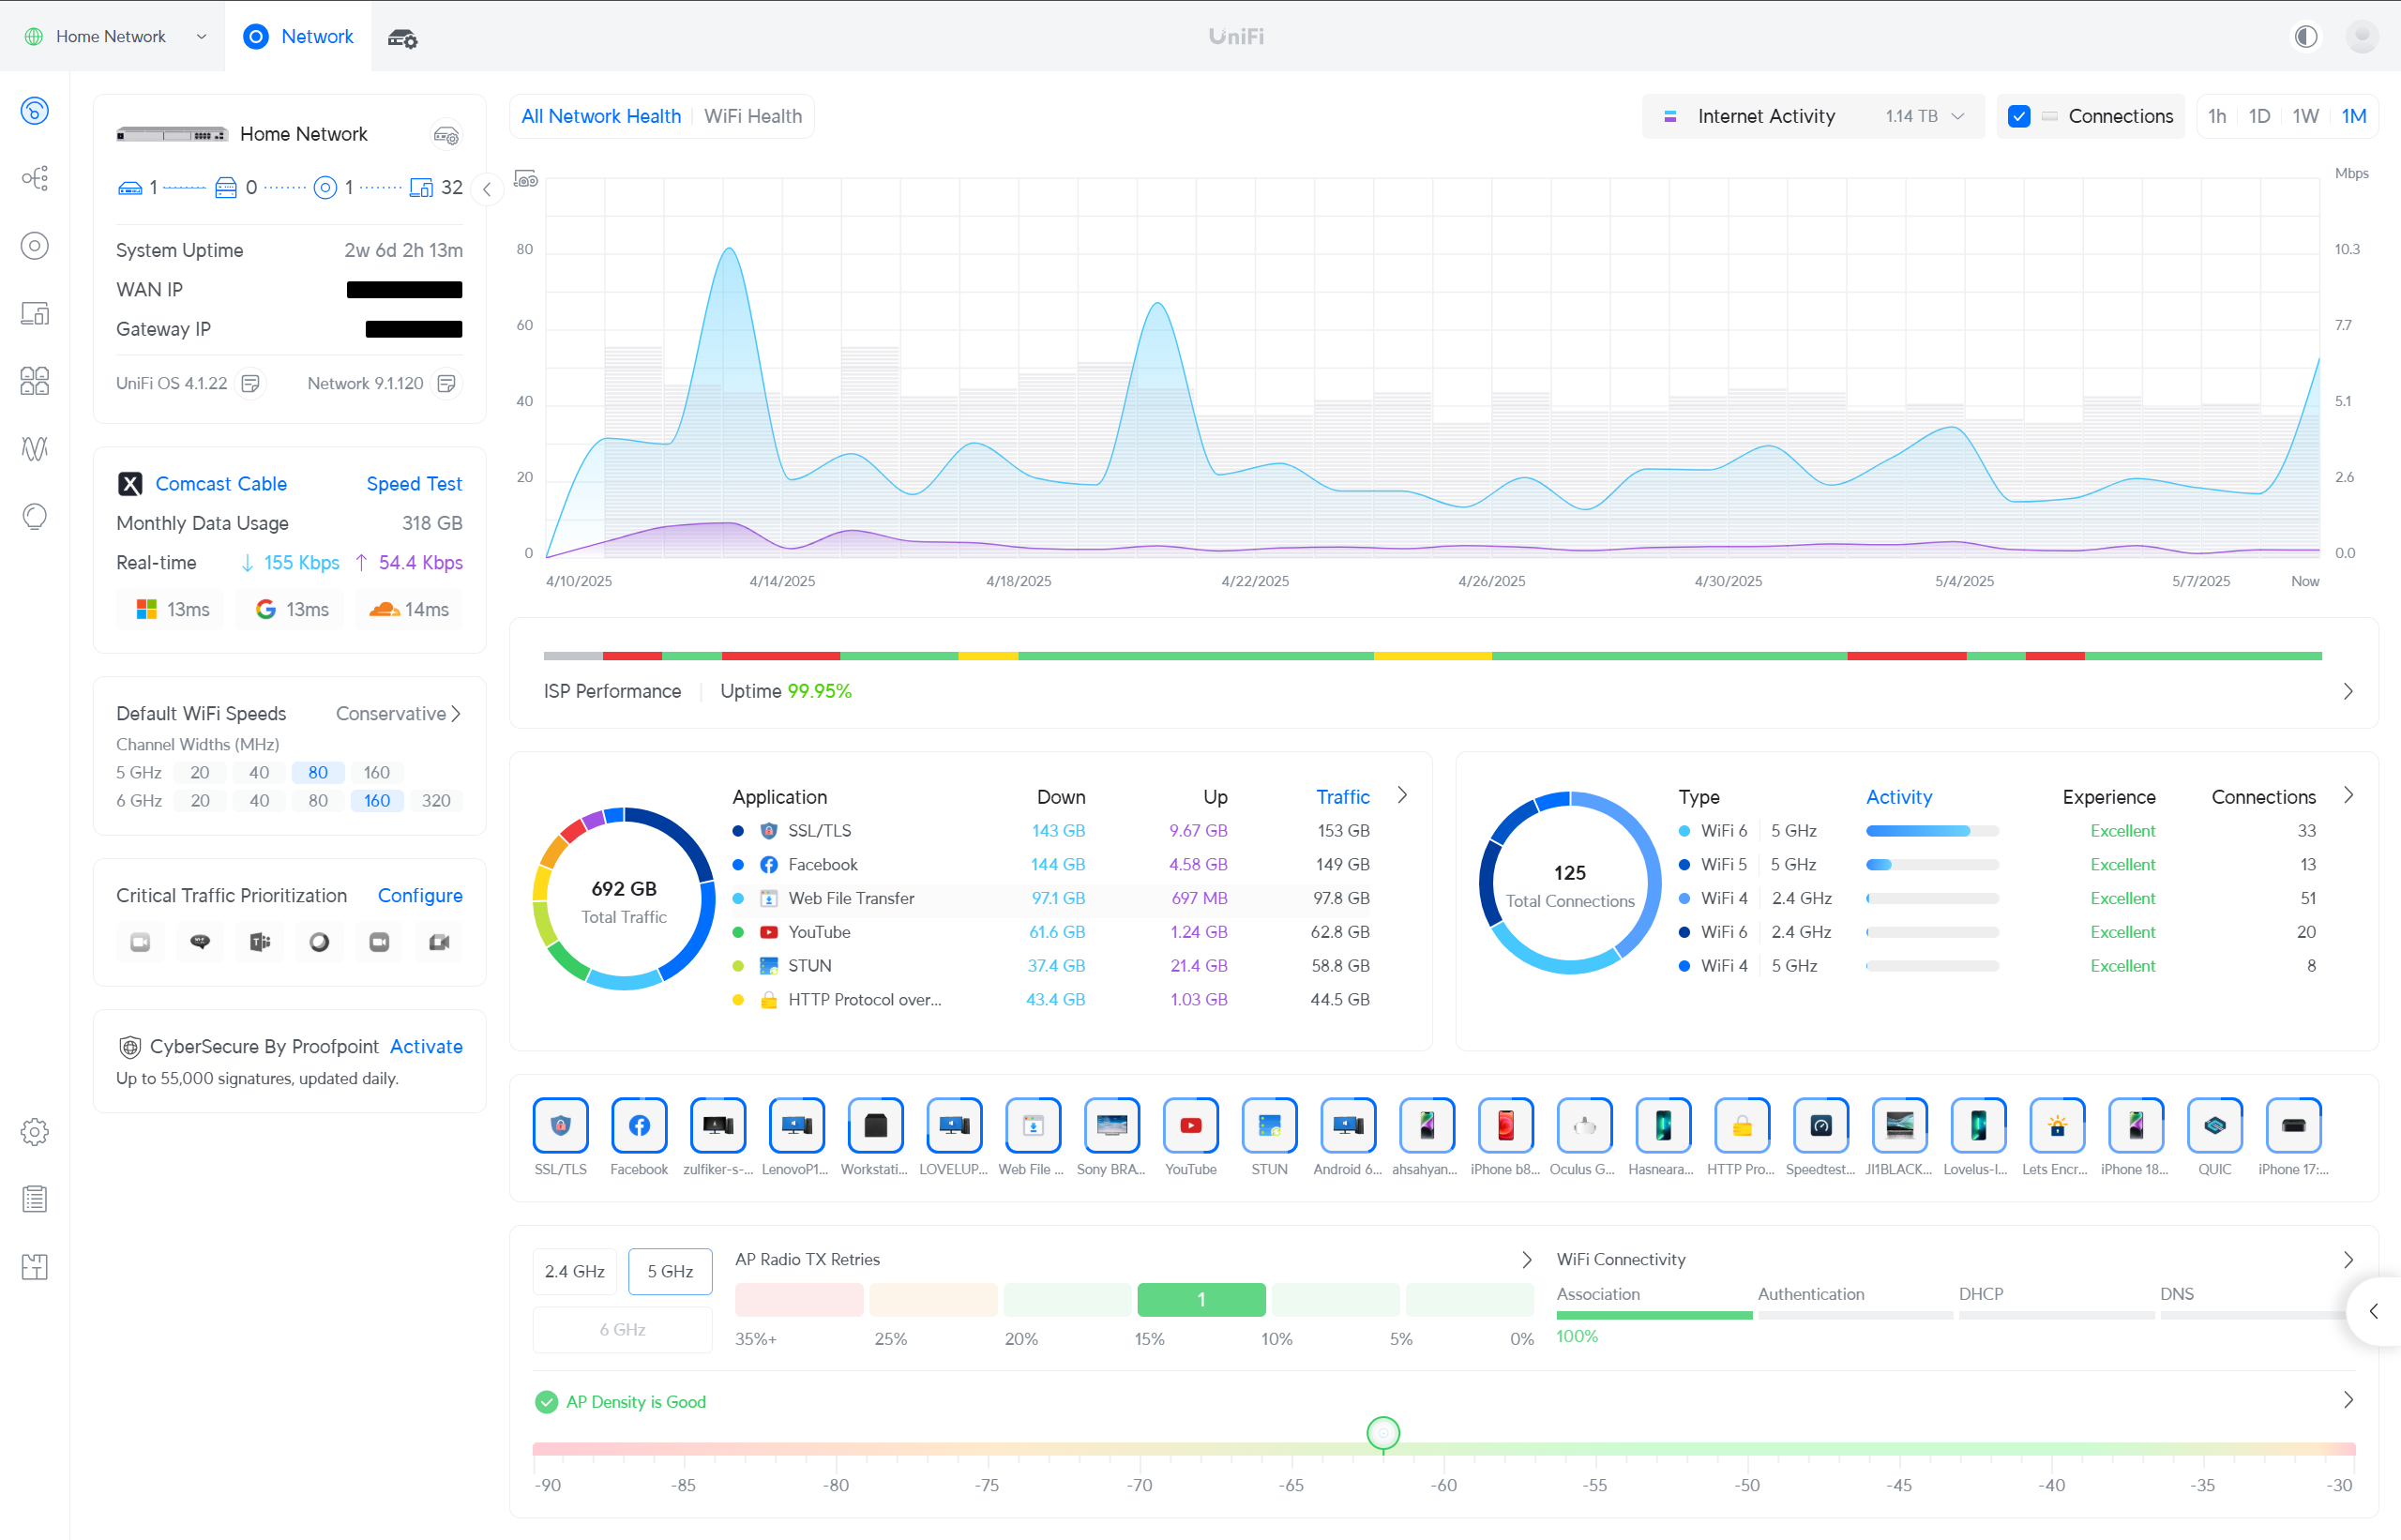 Home Network
Network
UniFi
Home Network
1 0 1 32
System Uptime 2w 6d 2h 13m
WAN IP
Gateway IP
UniFi OS 4.1.22 Network 9.1.120
Comcast Cable Speed Test
Monthly Data Usage 318 GB
Real-time ↓ 155 Kbps ↑ 54.4 Kbps
13ms 13ms 14ms
Default WiFi Speeds Conservative
Channel Widths (MHz)
5 GHz 20 40 80 160
6 GHz 20 40 80 160 320
Critical Traffic Prioritization Configure
CyberSecure By Proofpoint Activate
Up to 55,000 signatures, updated daily.
All Network Health WiFi Health
Internet Activity 1.14 TB
Connections
1h 1D 1W 1M
Mbps
80 10.3
60 7.7
40 5.1
20 2.6
0 0.0
4/10/2025 4/14/2025 4/18/2025 4/22/2025 4/26/2025 4/30/2025 5/4/2025 5/7/2025 Now
ISP Performance Uptime 99.95%
692 GB
Total Traffic
Application Down Up Traffic
SSL/TLS 143 GB 9.67 GB 153 GB
Facebook 144 GB 4.58 GB 149 GB
Web File Transfer 97.1 GB 697 MB 97.8 GB
YouTube 61.6 GB 1.24 GB 62.8 GB
STUN 37.4 GB 21.4 GB 58.8 GB
HTTP Protocol over... 43.4 GB 1.03 GB 44.5 GB
125
Total Connections
Type Activity Experience Connections
WiFi 6 5 GHz Excellent 33
WiFi 5 5 GHz Excellent 13
WiFi 4 2.4 GHz Excellent 51
WiFi 6 2.4 GHz Excellent 20
WiFi 4 5 GHz Excellent 8
SSL/TLS Facebook zulfiker-s-... LenovoP1... Workstati... LOVELUP... Web File ... Sony BRA... YouTube STUN Android 6... ahsahyan... iPhone b8... Oculus G... Hasneara... HTTP Pro... Speedtest... JI1BLACK... Lovelus-I... Lets Encr... iPhone 18... QUIC iPhone 17:...
2.4 GHz 5 GHz
6 GHz
AP Radio TX Retries
1
35%+ 25% 20% 15% 10% 5% 0%
WiFi Connectivity
Association Authentication DHCP DNS
100%
AP Density is Good
-90 -85 -80 -75 -70 -65 -60 -55 -50 -45 -40 -35 -30